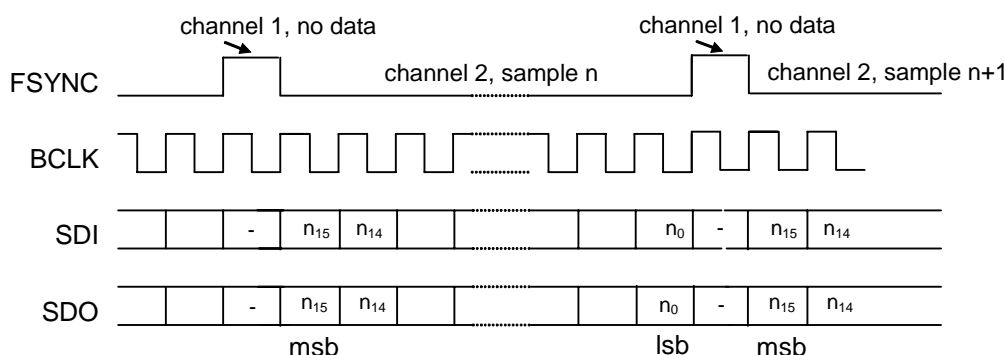 channel 1, no data channel 1, no data
FSYNC channel 2, sample n channel 2, sample n+1
BCLK
SDI - n₁₅ n₁₄ n₀ - n₁₅ n₁₄
SDO - n₁₅ n₁₄ n₀ - n₁₅ n₁₄
msb lsb msb